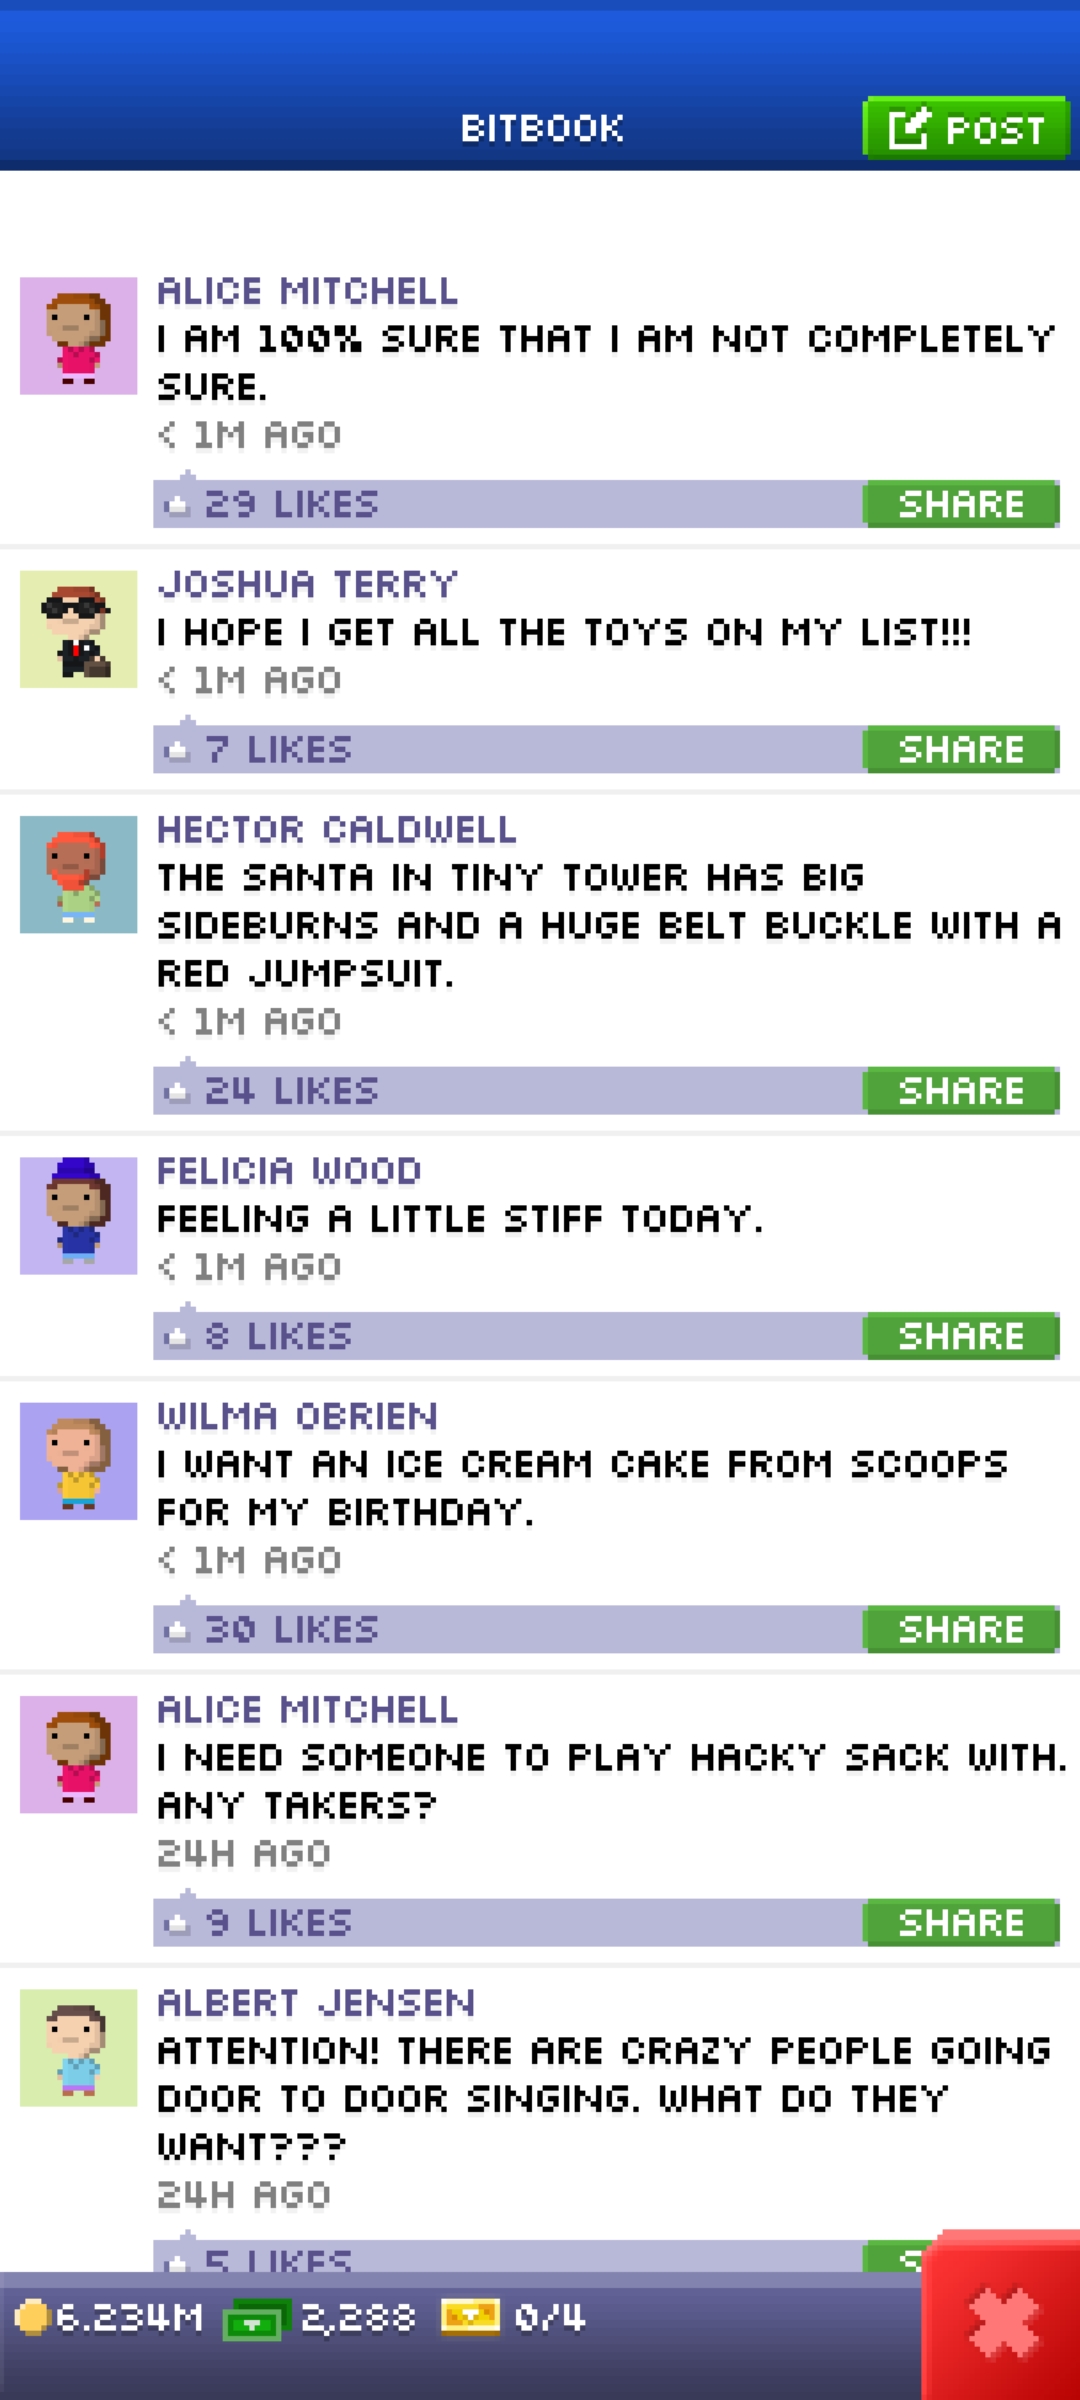 BITBOOK
POST
ALICE MITCHELL
I AM 100% SURE THAT I AM NOT COMPLETELY
SURE.
< 1M AGO
29 LIKES
SHARE
JOSHUA TERRY
I HOPE I GET ALL THE TOYS ON MY LIST!!!
< 1M AGO
7 LIKES
SHARE
HECTOR CALDWELL
THE SANTA IN TINY TOWER HAS BIG
SIDEBURNS AND A HUGE BELT BUCKLE WITH A
RED JUMPSUIT.
< 1M AGO
24 LIKES
SHARE
FELICIA WOOD
FEELING A LITTLE STIFF TODAY.
< 1M AGO
8 LIKES
SHARE
WILMA OBRIEN
I WANT AN ICE CREAM CAKE FROM SCOOPS
FOR MY BIRTHDAY.
< 1M AGO
30 LIKES
SHARE
ALICE MITCHELL
I NEED SOMEONE TO PLAY HACKY SACK WITH.
ANY TAKERS?
24H AGO
9 LIKES
SHARE
ALBERT JENSEN
ATTENTION! THERE ARE CRAZY PEOPLE GOING
DOOR TO DOOR SINGING. WHAT DO THEY
WANT???
24H AGO
5 LIKES
6.234M 2,288 0/4